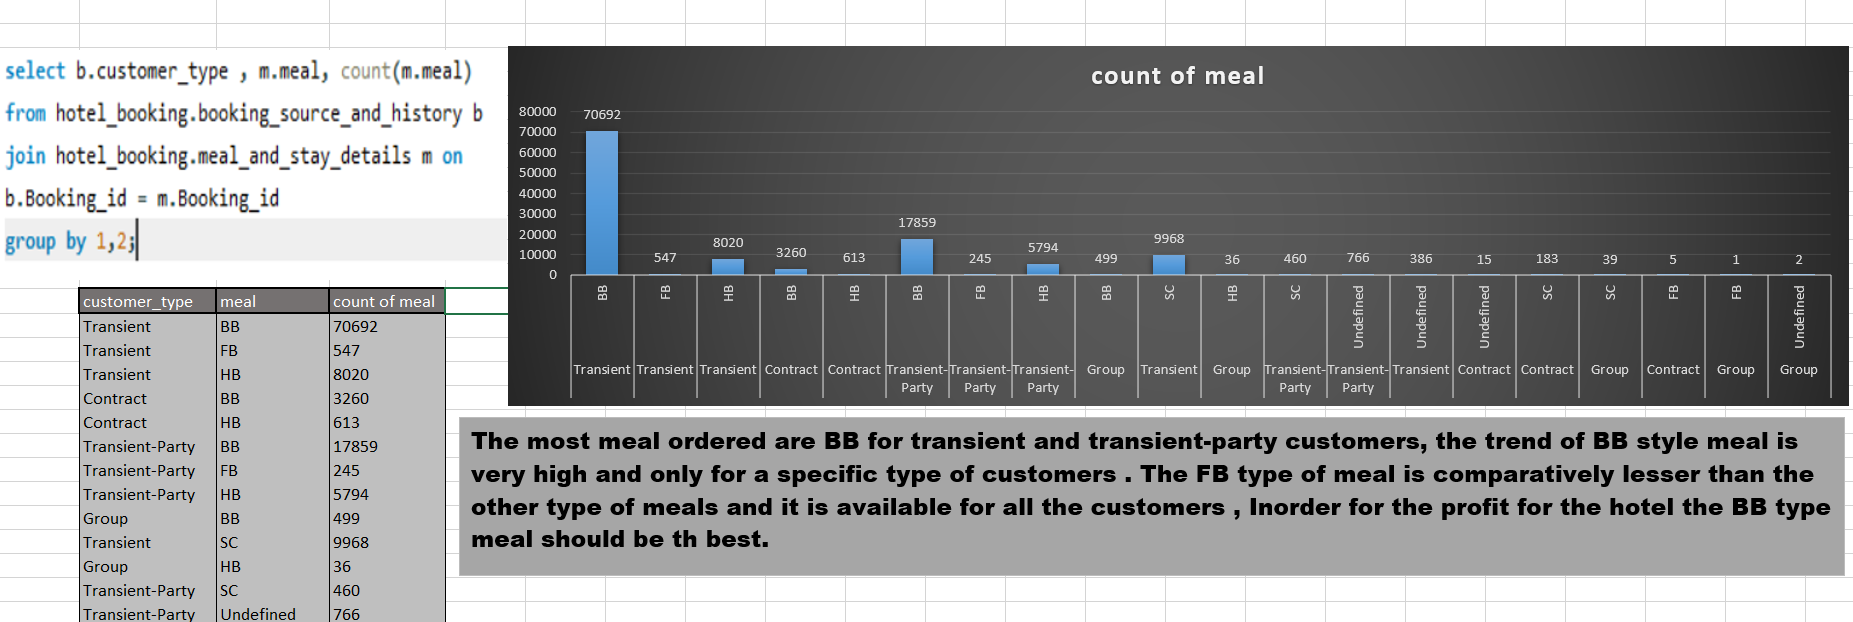 select b.customer_type , m.meal, count(m.meal)
from hotel_booking.booking_source_and_history b
join hotel_booking.meal_and_stay_details m on
b.Booking_id = m.Booking_id
group by 1,2;
customer_type meal count of meal
Transient BB 70692
Transient FB 547
Transient HB 8020
Contract BB 3260
Contract HB 613
Transient-Party BB 17859
Transient-Party FB 245
Transient-Party HB 5794
Group BB 499
Transient SC 9968
Group HB 36
Transient-Party SC 460
Transient-Party Undefined 766
count of meal
80000
70000
60000
50000
40000
30000
20000
10000
0
70692 547 8020 3260 613 17859 245 5794 499 9968 36 460 766 386 15 183 39 5 1 2
BB FB HB BB HB BB FB HB BB SC HB SC Undefined Undefined Undefined SC SC FB FB Undefined
Transient Transient Transient Contract Contract Transient- Transient- Transient- Group Transient Group Transient- Transient- Transient Contract Contract Group Contract Group Group
Party Party Party Party Party
The most meal ordered are BB for transient and transient-party customers, the trend of BB style meal is
very high and only for a specific type of customers . The FB type of meal is comparatively lesser than the
other type of meals and it is available for all the customers , Inorder for the profit for the hotel the BB type
meal should be th best.